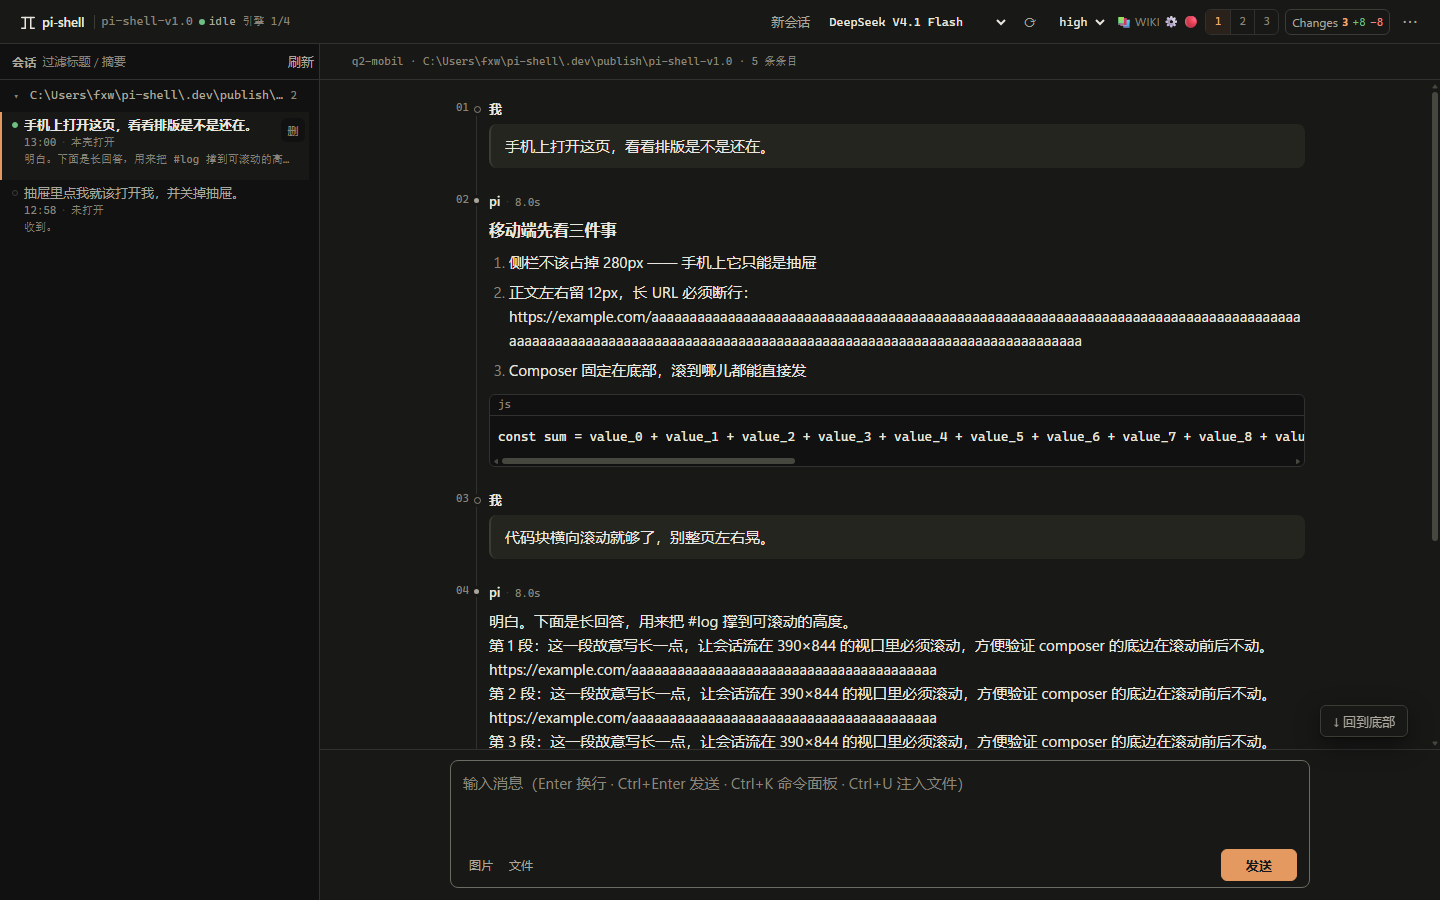 pi-shell pi-shell-v1.0 idle 引擎 1/4 新会话 DeepSeek V4.1 Flash high WIKI 1 2 3 Changes 3 +8 −8 ···
会话 过滤标题 / 摘要 刷新
q2-mobil · C:\Users\fxw\pi-shell\.dev\publish\pi-shell-v1.0 · 5 条条目
C:\Users\fxw\pi-shell\.dev\publish\… 2
手机上打开这页，看看排版是不是还在。 删
13:00 · 本壳打开
明白。下面是长回答，用来把 #log 撑到可滚动的高…
抽屉里点我就该打开我，并关掉抽屉。
12:58 · 未打开
收到。
01 我
手机上打开这页，看看排版是不是还在。
02 pi · 8.0s
移动端先看三件事
1. 侧栏不该占掉 280px —— 手机上它只能是抽屉
2. 正文左右留 12px，长 URL 必须断行：
3. Composer 固定在底部，滚到哪儿都能直接发
js
const sum = value_0 + value_1 + value_2 + value_3 + value_4 + value_5 + value_6 + value_7 + value_8 + valu
03 我
代码块横向滚动就够了，别整页左右晃。
04 pi · 8.0s
明白。下面是长回答，用来把 #log 撑到可滚动的高度。
第 1 段：这一段故意写长一点，让会话流在 390×844 的视口里必须滚动，方便验证 composer 的底边在滚动前后不动。
https://example.com/aaaaaaaaaaaaaaaaaaaaaaaaaaaaaaaaaaaaaaaa
第 2 段：这一段故意写长一点，让会话流在 390×844 的视口里必须滚动，方便验证 composer 的底边在滚动前后不动。
https://example.com/aaaaaaaaaaaaaaaaaaaaaaaaaaaaaaaaaaaaaaaa
第 3 段：这一段故意写长一点，让会话流在 390×844 的视口里必须滚动，方便验证 composer 的底边在滚动前后不动。
↓ 回到底部
输入消息（Enter 换行 · Ctrl+Enter 发送 · Ctrl+K 命令面板 · Ctrl+U 注入文件）
图片 文件 发送